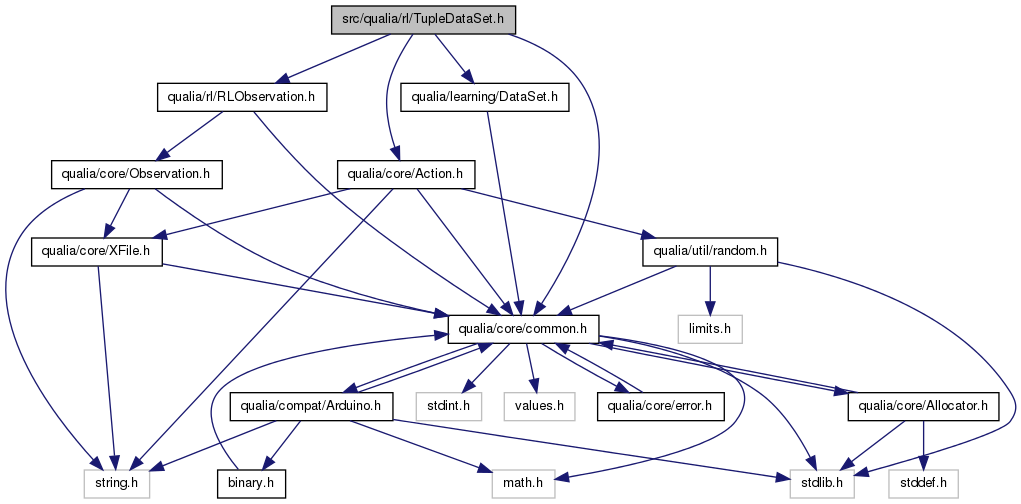 src/qualia/rl/TupleDataSet.h
qualia/rl/RLObservation.h
qualia/learning/DataSet.h
qualia/core/Observation.h
qualia/core/Action.h
qualia/core/XFile.h
qualia/util/random.h
qualia/core/common.h
limits.h
qualia/compat/Arduino.h
stdint.h
values.h
qualia/core/error.h
qualia/core/Allocator.h
string.h
binary.h
math.h
stdlib.h
stddef.h